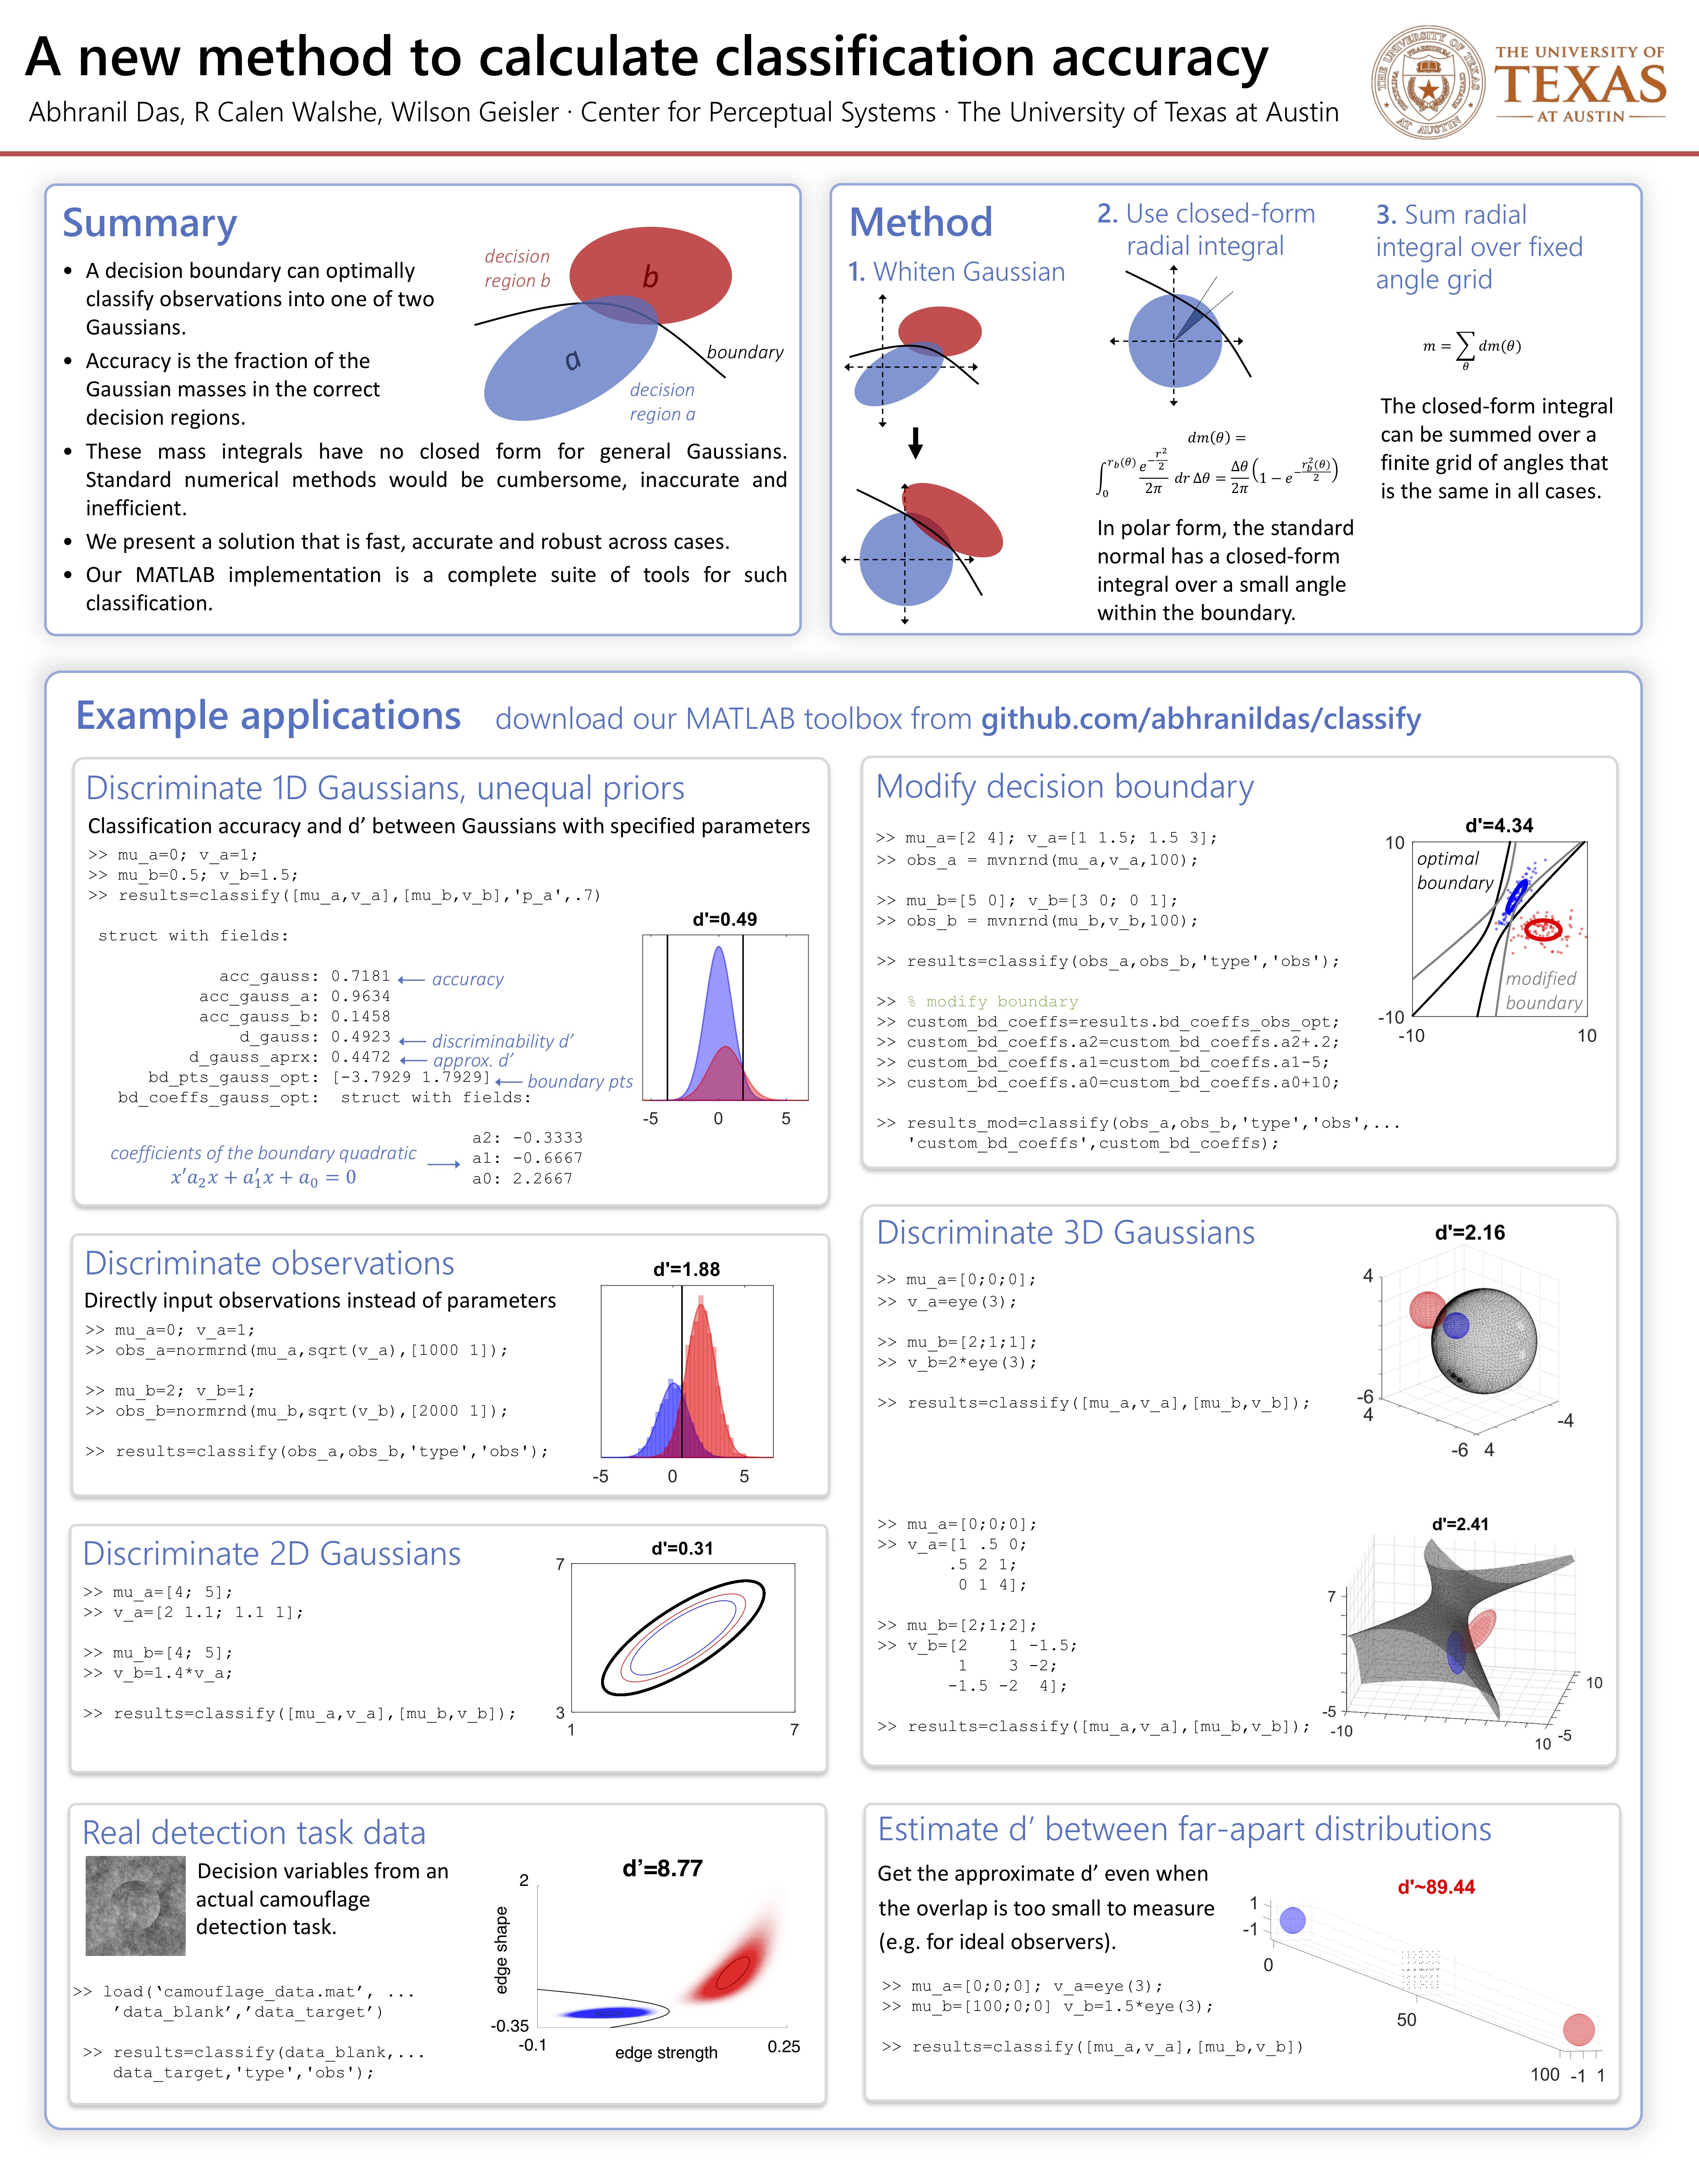 A new method to calculate classification accuracy
Abhranil Das, R Calen Walshe, Wilson Geisler · Center for Perceptual Systems · The University of Texas at Austin
THE UNIVERSITY OF
TEXAS
AT AUSTIN
Summary
• A decision boundary can optimally
classify observations into one of two
Gaussians.
• Accuracy is the fraction of the
Gaussian masses in the correct
decision regions.
• These mass integrals have no closed form for general Gaussians.
Standard numerical methods would be cumbersome, inaccurate and
inefficient.
• We present a solution that is fast, accurate and robust across cases.
• Our MATLAB implementation is a complete suite of tools for such
classification.
decision
region b
b
a
boundary
decision
region a
Method
1. Whiten Gaussian
2. Use closed-form
radial integral
dm(θ) =
∫₀^{r_b(θ)} e^{-r²/2}/2π dr Δθ = Δθ/2π (1 − e^{-r_b²(θ)/2})
In polar form, the standard
normal has a closed-form
integral over a small angle
within the boundary.
3. Sum radial
integral over fixed
angle grid
m = ∑_θ dm(θ)
The closed-form integral
can be summed over a
finite grid of angles that
is the same in all cases.
Example applications download our MATLAB toolbox from github.com/abhranildas/classify
Discriminate 1D Gaussians, unequal priors
Classification accuracy and d’ between Gaussians with specified parameters
>> mu_a=0; v_a=1;
>> mu_b=0.5; v_b=1.5;
>> results=classify([mu_a,v_a],[mu_b,v_b],'p_a',.7)
struct with fields:
acc_gauss: 0.7181 accuracy
acc_gauss_a: 0.9634
acc_gauss_b: 0.1458
d_gauss: 0.4923 discriminability d’
d_gauss_aprx: 0.4472 approx. d’
bd_pts_gauss_opt: [-3.7929 1.7929] boundary pts
bd_coeffs_gauss_opt: struct with fields:
a2: -0.3333
a1: -0.6667
a0: 2.2667
coefficients of the boundary quadratic
x′a₂x + a₁′x + a₀ = 0
d'=0.49
-5 0 5
Discriminate observations
Directly input observations instead of parameters
>> mu_a=0; v_a=1;
>> obs_a=normrnd(mu_a,sqrt(v_a),[1000 1]);
>> mu_b=2; v_b=1;
>> obs_b=normrnd(mu_b,sqrt(v_b),[2000 1]);
>> results=classify(obs_a,obs_b,'type','obs');
d'=1.88
-5 0 5
Discriminate 2D Gaussians
>> mu_a=[4; 5];
>> v_a=[2 1.1; 1.1 1];
>> mu_b=[4; 5];
>> v_b=1.4*v_a;
>> results=classify([mu_a,v_a],[mu_b,v_b]);
d'=0.31
7
3
1 7
Real detection task data
Decision variables from an
actual camouflage
detection task.
>> load(‘camouflage_data.mat’, ...
’data_blank’,’data_target’)
>> results=classify(data_blank,...
data_target,'type','obs');
d’=8.77
2
edge shape
-0.35
-0.1 edge strength 0.25
Modify decision boundary
>> mu_a=[2 4]; v_a=[1 1.5; 1.5 3];
>> obs_a = mvnrnd(mu_a,v_a,100);
>> mu_b=[5 0]; v_b=[3 0; 0 1];
>> obs_b = mvnrnd(mu_b,v_b,100);
>> results=classify(obs_a,obs_b,'type','obs');
>> % modify boundary
>> custom_bd_coeffs=results.bd_coeffs_obs_opt;
>> custom_bd_coeffs.a2=custom_bd_coeffs.a2+.2;
>> custom_bd_coeffs.a1=custom_bd_coeffs.a1-5;
>> custom_bd_coeffs.a0=custom_bd_coeffs.a0+10;
>> results_mod=classify(obs_a,obs_b,'type','obs',...
'custom_bd_coeffs',custom_bd_coeffs);
d'=4.34
10
optimal
boundary
modified
boundary
-10
-10 10
Discriminate 3D Gaussians
>> mu_a=[0;0;0];
>> v_a=eye(3);
>> mu_b=[2;1;1];
>> v_b=2*eye(3);
>> results=classify([mu_a,v_a],[mu_b,v_b]);
d'=2.16
4
-6
4
-4
-6 4
>> mu_a=[0;0;0];
>> v_a=[1 .5 0;
.5 2 1;
0 1 4];
>> mu_b=[2;1;2];
>> v_b=[2 1 -1.5;
1 3 -2;
-1.5 -2 4];
>> results=classify([mu_a,v_a],[mu_b,v_b]);
d'=2.41
7
10
-5
-10
-5
10
Estimate d’ between far-apart distributions
Get the approximate d’ even when
the overlap is too small to measure
(e.g. for ideal observers).
>> mu_a=[0;0;0]; v_a=eye(3);
>> mu_b=[100;0;0] v_b=1.5*eye(3);
>> results=classify([mu_a,v_a],[mu_b,v_b])
d'~89.44
1
-1
0
50
100 -1 1